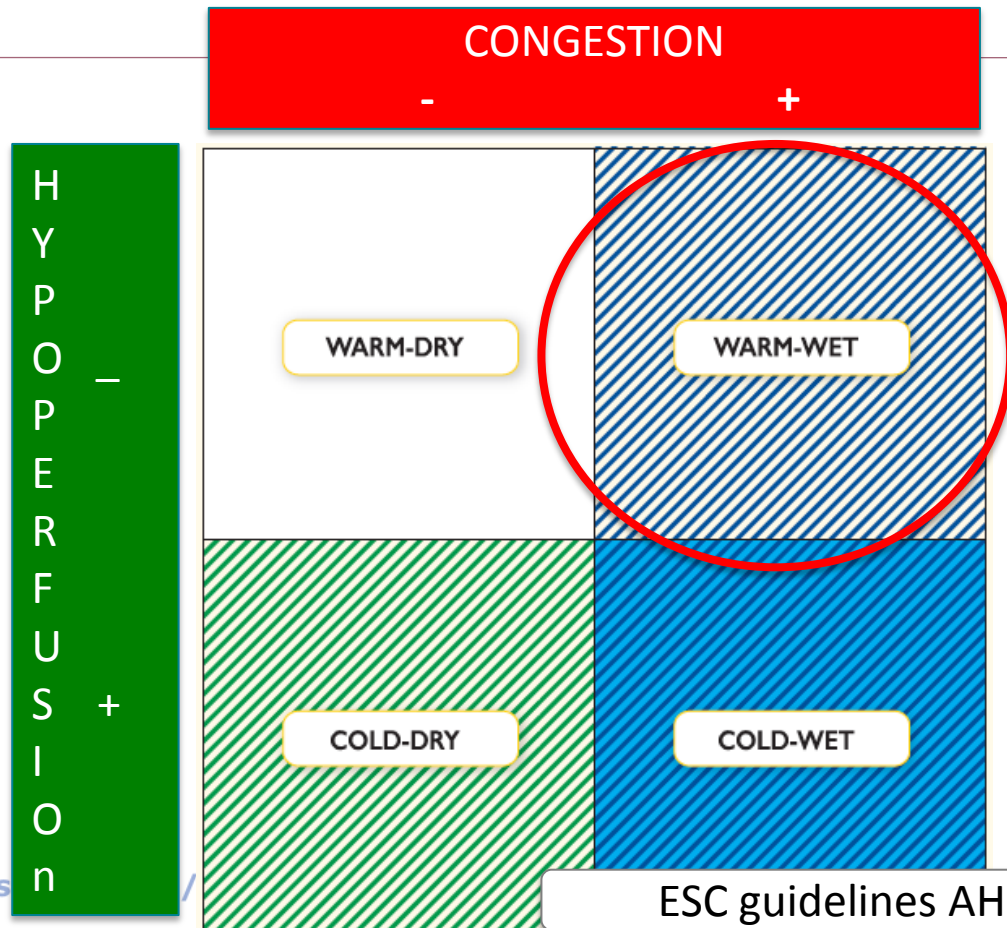 CONGESTION
- +
H
Y
P
O _
P
E
R
F
U
S +
I
O
n
WARM-DRY WARM-WET
COLD-DRY COLD-WET
s /
ESC guidelines AH